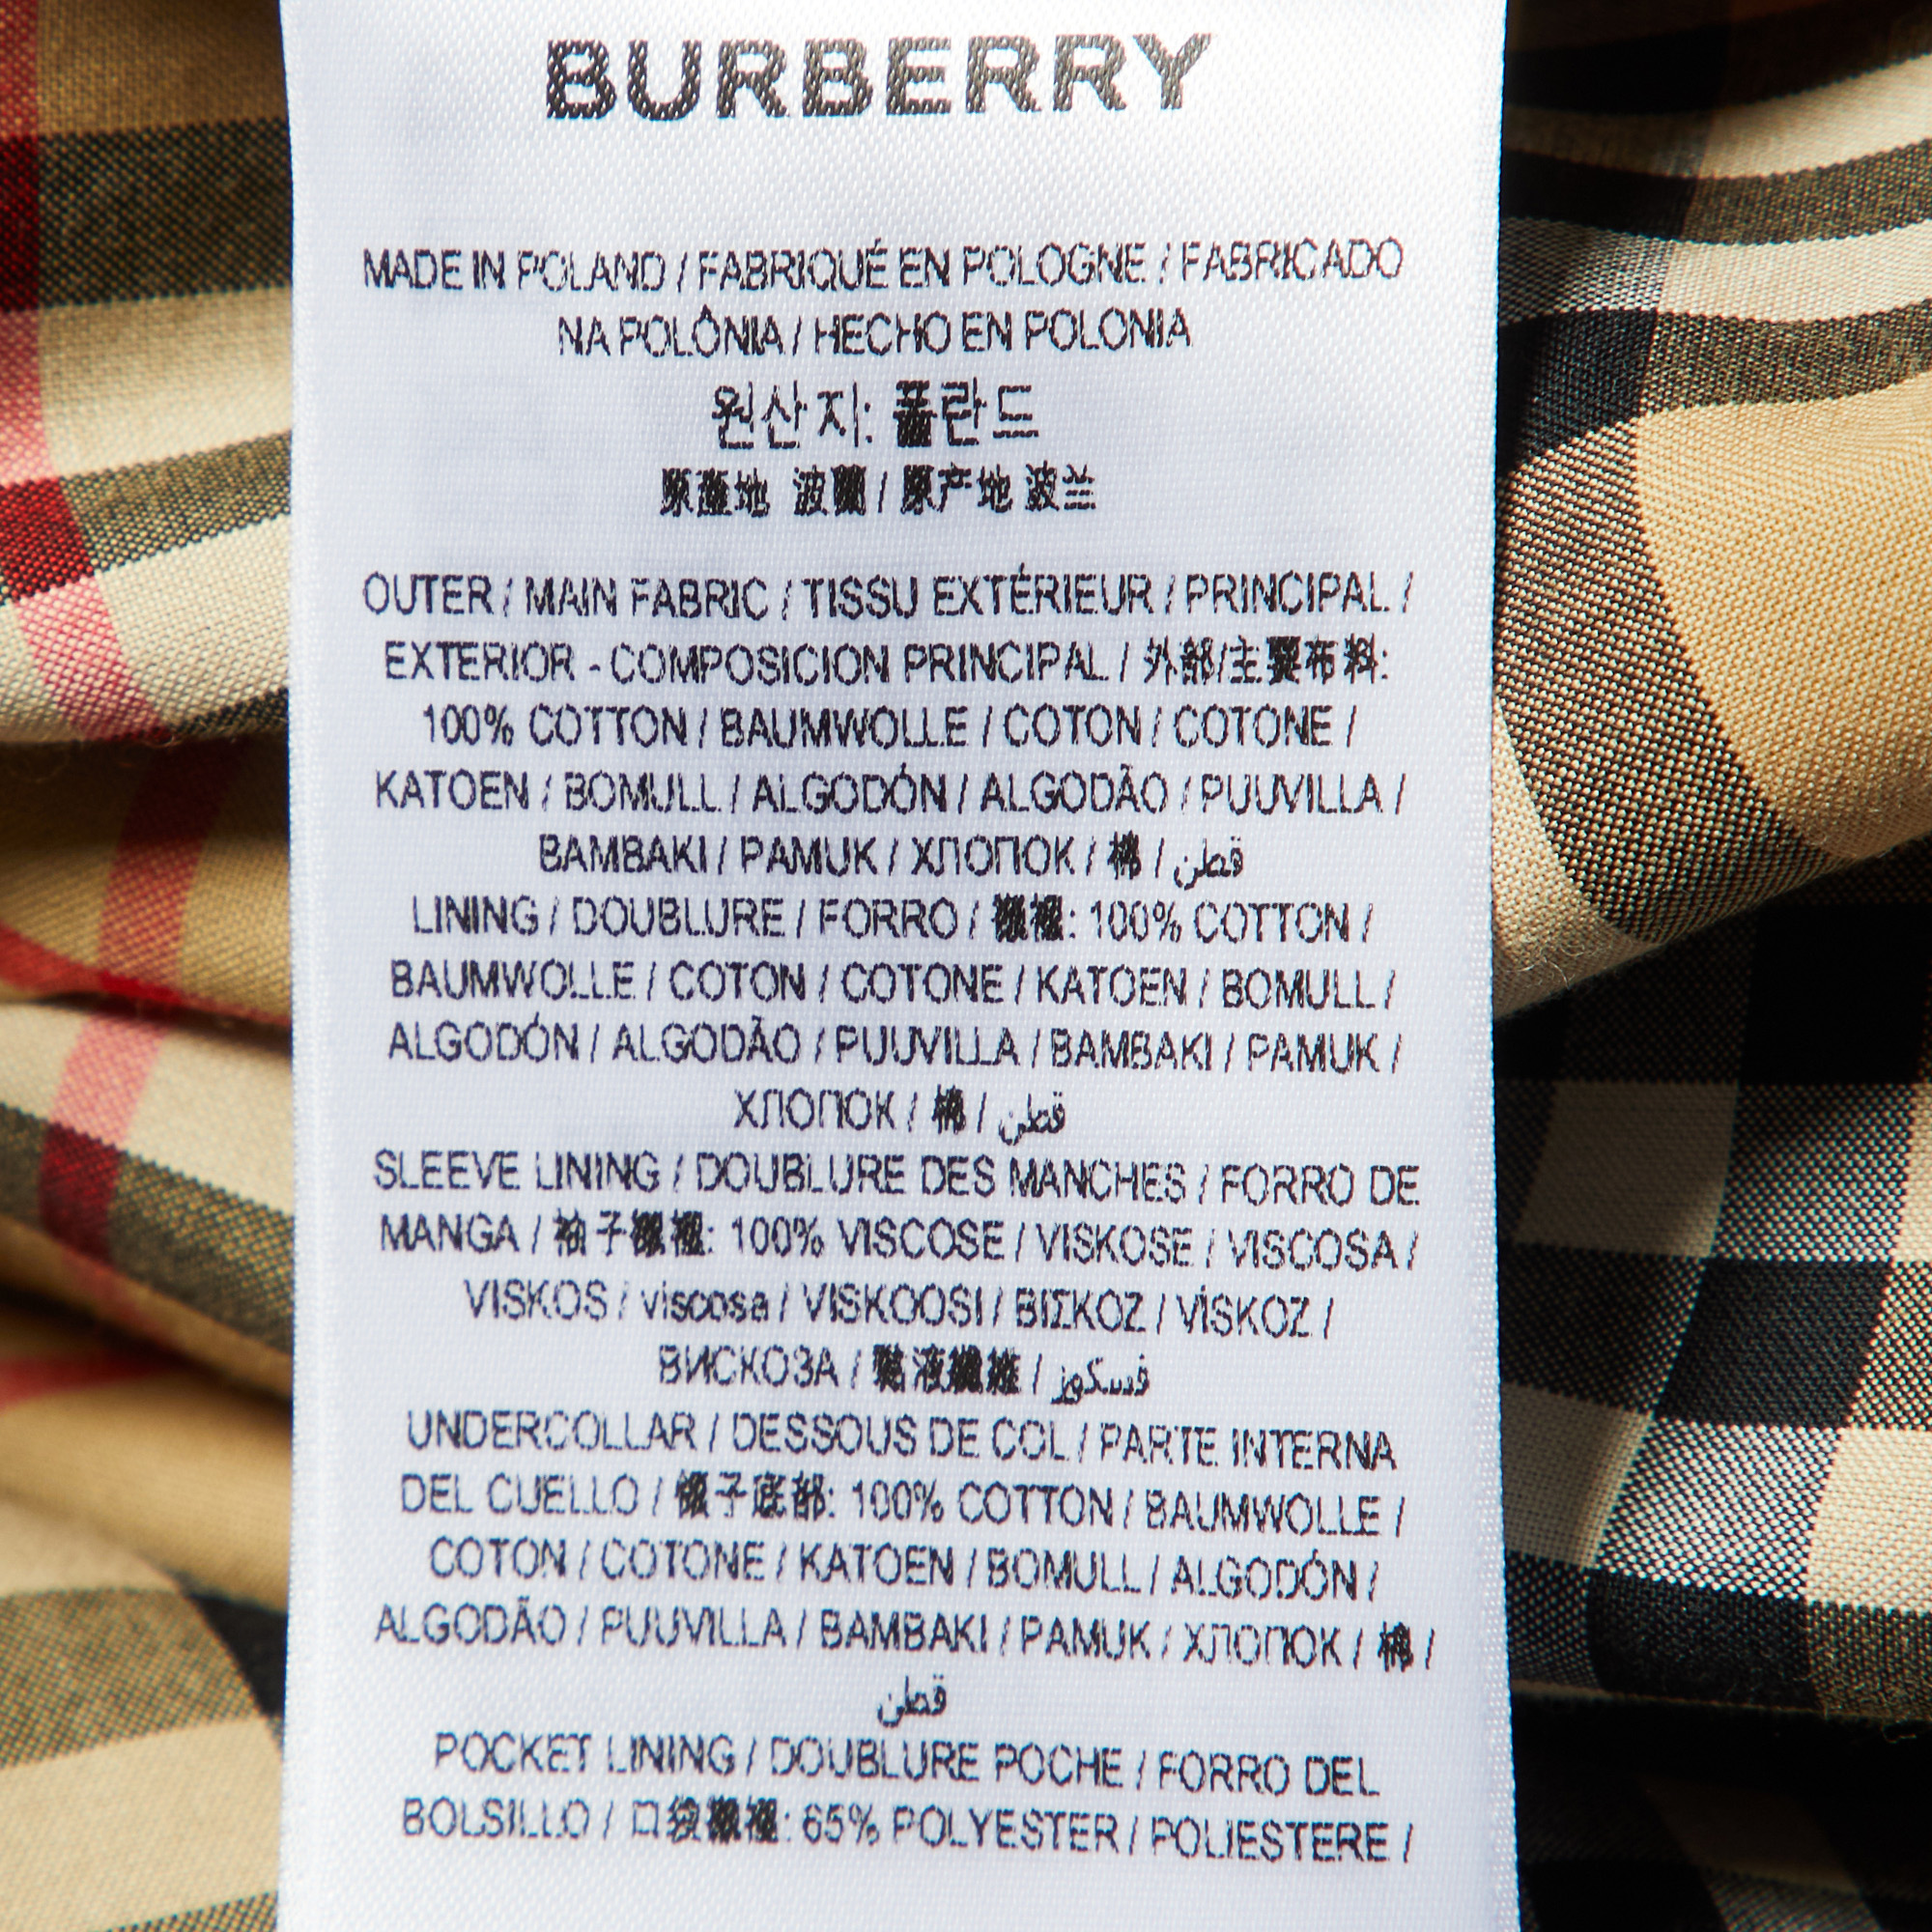 BURBERRY
MADE IN POLAND / FABRIQUÉ EN POLOGNE / FABRICADO
NA POLÔNIA / HECHO EN POLONIA
원산지: 폴란드
原產地 波蘭 / 原产地 波兰
OUTER / MAIN FABRIC / TISSU EXTÉRIEUR / PRINCIPAL /
EXTERIOR - COMPOSICION PRINCIPAL / 外部/主要布料:
100% COTTON / BAUMWOLLE / COTON / COTONE /
KATOEN / BOMULL / ALGODÓN / ALGODÃO / PUUVILLA /
BAMBAKI / PAMUK / ХЛОПОК / 棉 / قطن
LINING / DOUBLURE / FORRO / 襯裡: 100% COTTON /
BAUMWOLLE / COTON / COTONE / KATOEN / BOMULL /
ALGODÓN / ALGODÃO / PUUVILLA / BAMBAKI / PAMUK /
ХЛОПОК / 棉 / قطن
SLEEVE LINING / DOUBLURE DES MANCHES / FORRO DE
MANGA / 袖子襯裡: 100% VISCOSE / VISKOSE / VISCOSA /
VISKOS / viscosa / VISKOOSI / ΒΙΣΚΟΖ / VİSKOZ /
ВИСКОЗА / 黏液纖維 / فسكوز
UNDERCOLLAR / DESSOUS DE COL / PARTE INTERNA
DEL CUELLO / 領子底部: 100% COTTON / BAUMWOLLE /
COTON / COTONE / KATOEN / BOMULL / ALGODÓN /
ALGODÃO / PUUVILLA / BAMBAKI / PAMUK / ХЛОПОК / 棉 /
قطن
POCKET LINING / DOUBLURE POCHE / FORRO DEL
BOLSILLO / 口袋襯裡: 65% POLYESTER / POLIESTERE /